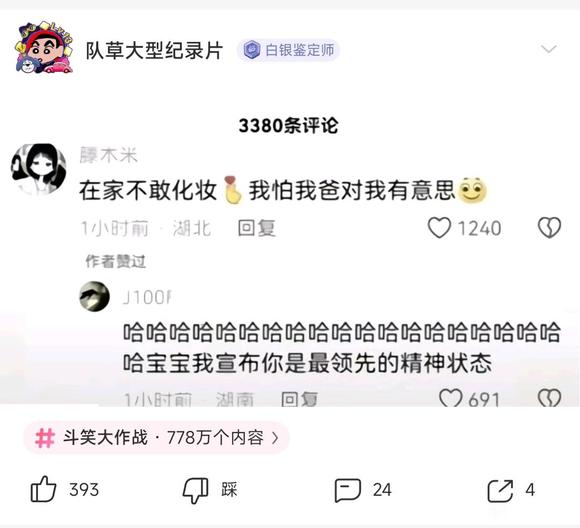 队草大型纪录片 白银鉴定师
3380条评论
滕木米
在家不敢化妆🫰我怕我爸对我有意思
1小时前 · 湖北 回复 1240
作者赞过
J100F
哈哈哈哈哈哈哈哈哈哈哈哈哈哈哈哈哈哈哈
哈宝宝我宣布你是最领先的精神状态
1小时前 湖南 回复 691
# 斗笑大作战 · 778万个内容 >
393 踩 24 4